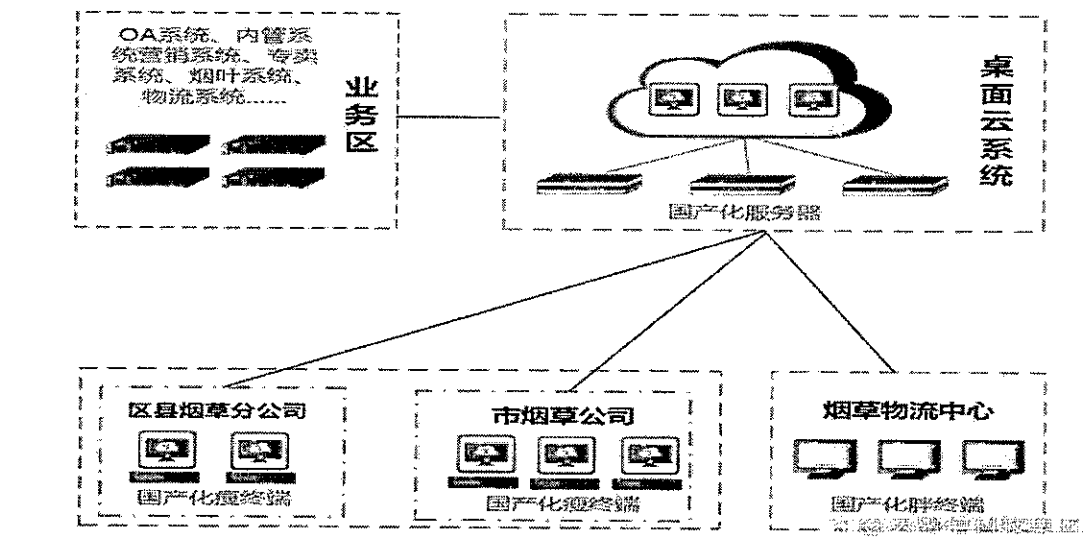 OA系统、内管系
统营销系统、专卖
系统、烟叶系统、
物流系统......
业务区
桌面云系统
国产化服务器
区县烟草分公司
国产化瘦终端
市烟草公司
国产化瘦终端
烟草物流中心
国产化胖终端